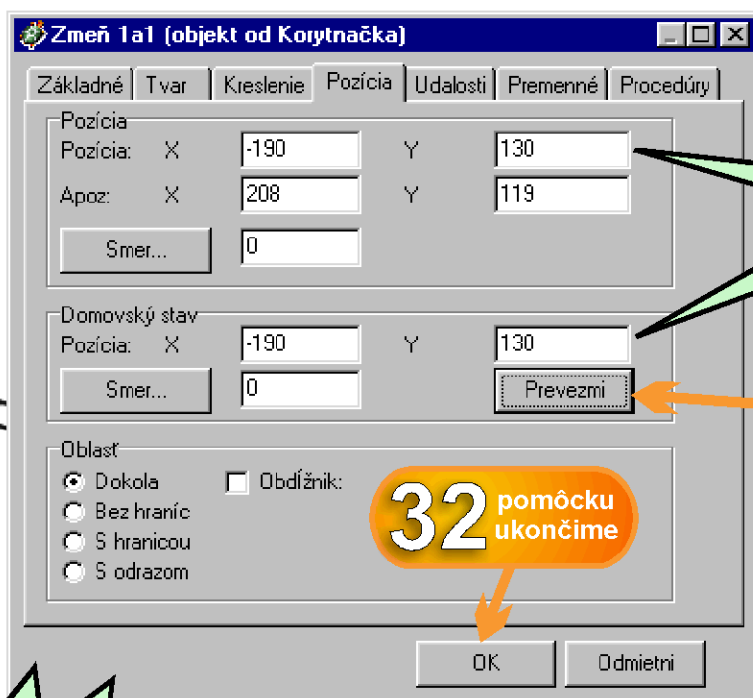 Zmeň 1a1 (objekt od Korytnačka)
Základné Tvar Kreslenie Pozícia Udalosti Premenné Procedúry
Pozícia
Pozícia: X -190 Y 130
Apoz: X 208 Y 119
Smer... 0
Domovský stav
Pozícia: X -190 Y 130
Smer... 0 Prevezmi
Oblasť
Dokola Obdĺžnik:
Bez hraníc
S hranicou
S odrazom
32 pomôcku
ukončime
OK Odmietni